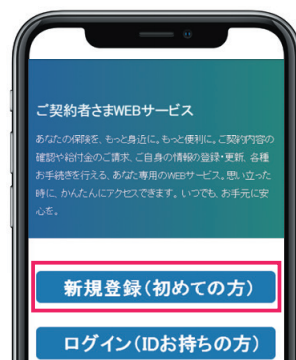 ご契約者さまWEBサービス
あなたの保険を、もっと身近に。もっと便利に。ご契約内容の
確認や給付金のご請求、ご自身の情報の登録・更新、各種
お手続きを行える、あなた専用のWEBサービス。思い立った
時に、かんたんにアクセスできます。いつでも、お手元に安
心を。
新規登録(初めての方)
ログイン(IDお持ちの方)